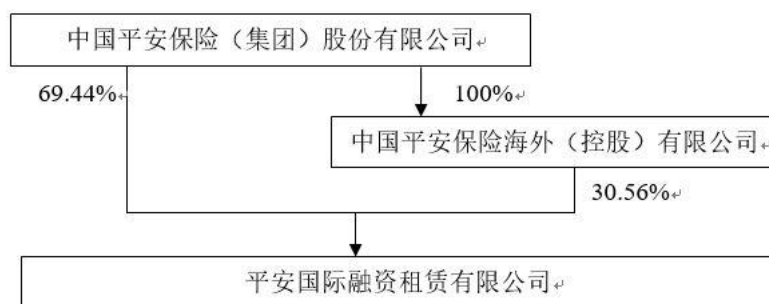 中国平安保险（集团）股份有限公司
69.44%
100%
中国平安保险海外（控股）有限公司
30.56%
平安国际融资租赁有限公司